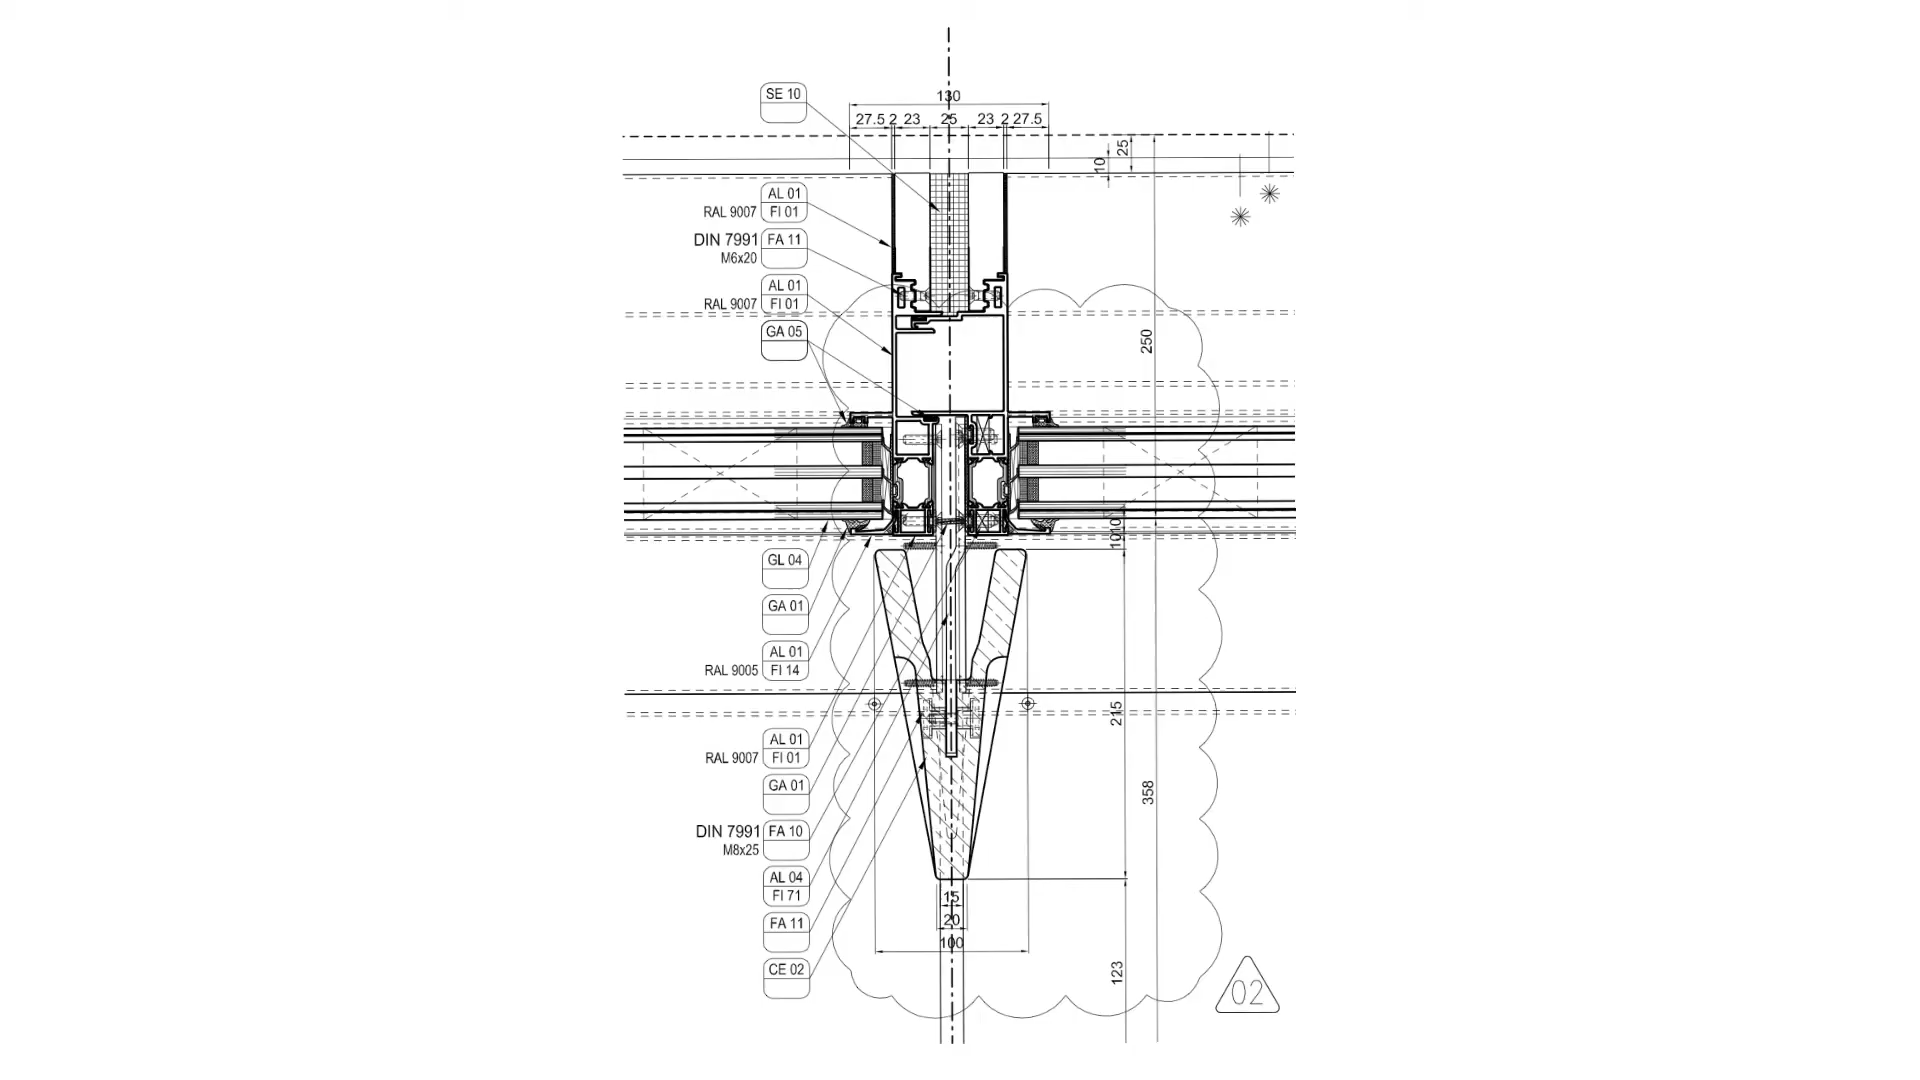 SE 10
130
27.5 2 23 25 23 2 27.5
25
10
AL 01
RAL 9007 FI 01
DIN 7991 FA 11
M6x20
AL 01
RAL 9007 FI 01
GA 05
250
1010
GL 04
GA 01
AL 01
RAL 9005 FI 14
215
AL 01
RAL 9007 FI 01
GA 01
358
DIN 7991 FA 10
M8x25
AL 04
FI 71
15
FA 11
20
100
CE 02
123
02